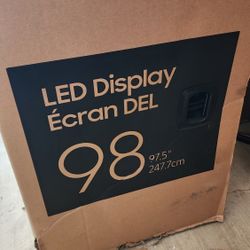 LED Display
Écran DEL
98
97.5"
247.7cm